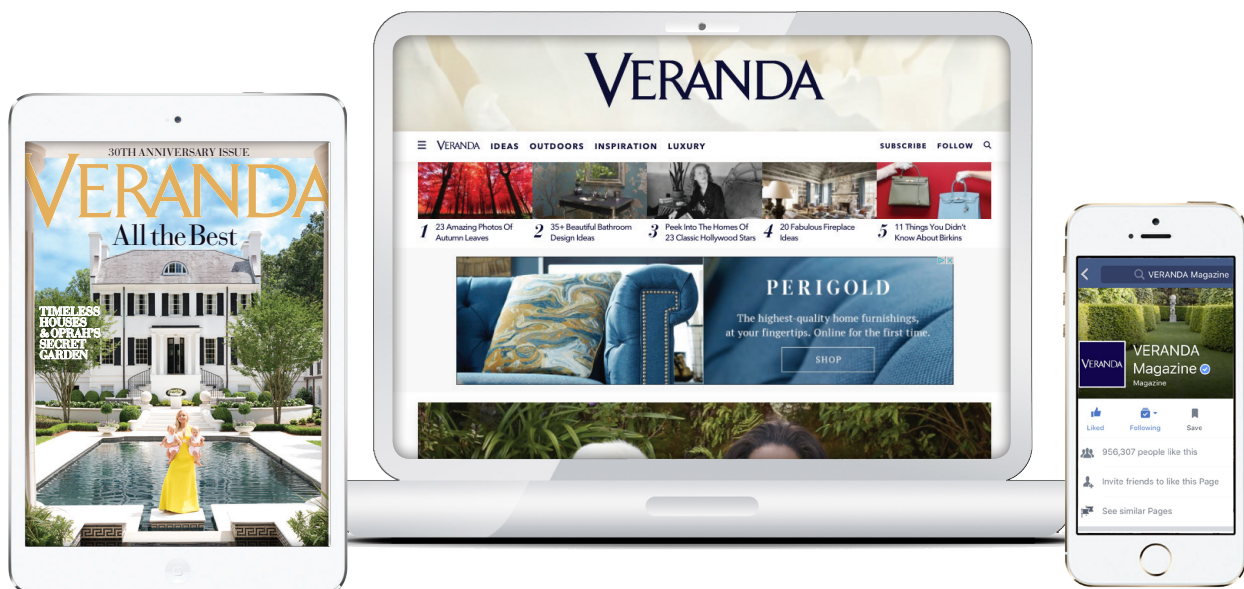 30TH ANNIVERSARY ISSUE
VERANDA
All the Best
TIMELESS
HOUSES
& OPRAH'S
SECRET
GARDEN
VERANDA
VERANDA IDEAS OUTDOORS INSPIRATION LUXURY SUBSCRIBE FOLLOW
1 23 Amazing Photos Of
Autumn Leaves
2 35+ Beautiful Bathroom
Design Ideas
3 Peek Into The Homes Of
23 Classic Hollywood Stars
4 20 Fabulous Fireplace
Ideas
5 11 Things You Didn't
Know About Birkins
PERIGOLD
The highest-quality home furnishings,
at your fingertips. Online for the first time.
SHOP
VERANDA Magazine
VERANDA
VERANDA
Magazine
Magazine
Liked Following Save
956,307 people like this
Invite friends to like this Page
See similar Pages